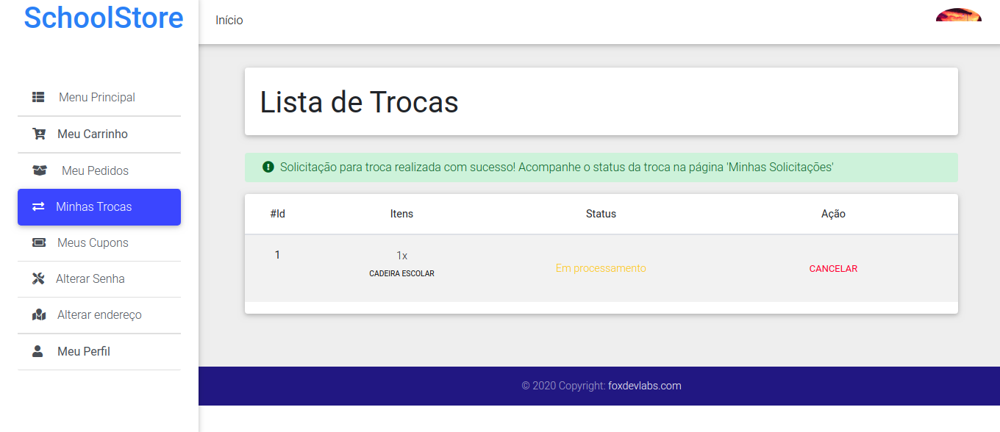 SchoolStore
Início
Menu Principal
Meu Carrinho
Meu Pedidos
Minhas Trocas
Meus Cupons
Alterar Senha
Alterar endereço
Meu Perfil
Lista de Trocas
Solicitação para troca realizada com sucesso! Acompanhe o status da troca na página 'Minhas Solicitações'
#Id Itens Status Ação
1 1x
CADEIRA ESCOLAR Em processamento CANCELAR
© 2020 Copyright: foxdevlabs.com